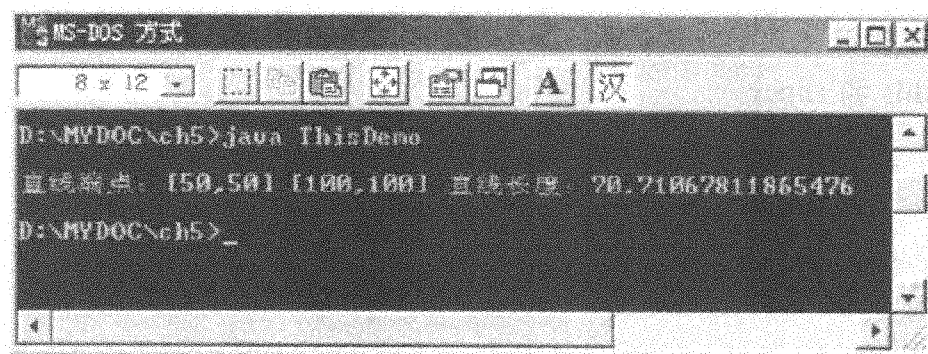 MS-DOS 方式
8 x 12
A 汉
D:\MYDOC\ch5>java ThisDemo
直线端点: [50,50] [100,100] 直线长度 70.71067811865476
D:\MYDOC\ch5>_